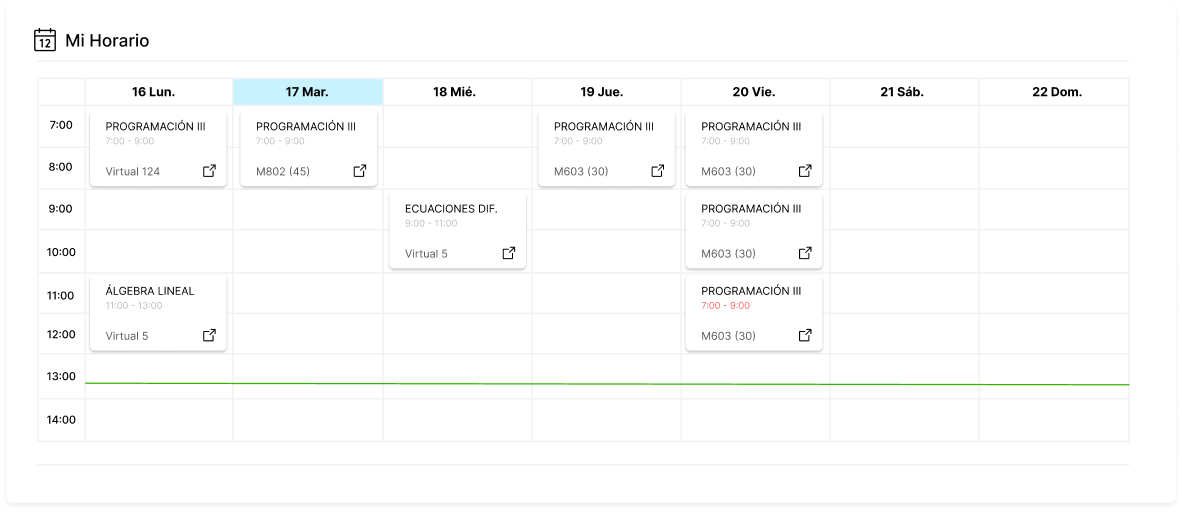 12 Mi Horario
16 Lun. 17 Mar. 18 Mié. 19 Jue. 20 Vie. 21 Sáb. 22 Dom.
7:00 PROGRAMACIÓN III PROGRAMACIÓN III PROGRAMACIÓN III PROGRAMACIÓN III
7:00 - 9:00 7:00 - 9:00 7:00 - 9:00 7:00 - 9:00
8:00 Virtual 124 M802 (45) M603 (30) M603 (30)
9:00 ECUACIONES DIF. PROGRAMACIÓN III
9:00 - 11:00 7:00 - 9:00
10:00 Virtual 5 M603 (30)
11:00 ÁLGEBRA LINEAL PROGRAMACIÓN III
11:00 - 13:00 7:00 - 9:00
12:00 Virtual 5 M603 (30)
13:00
14:00